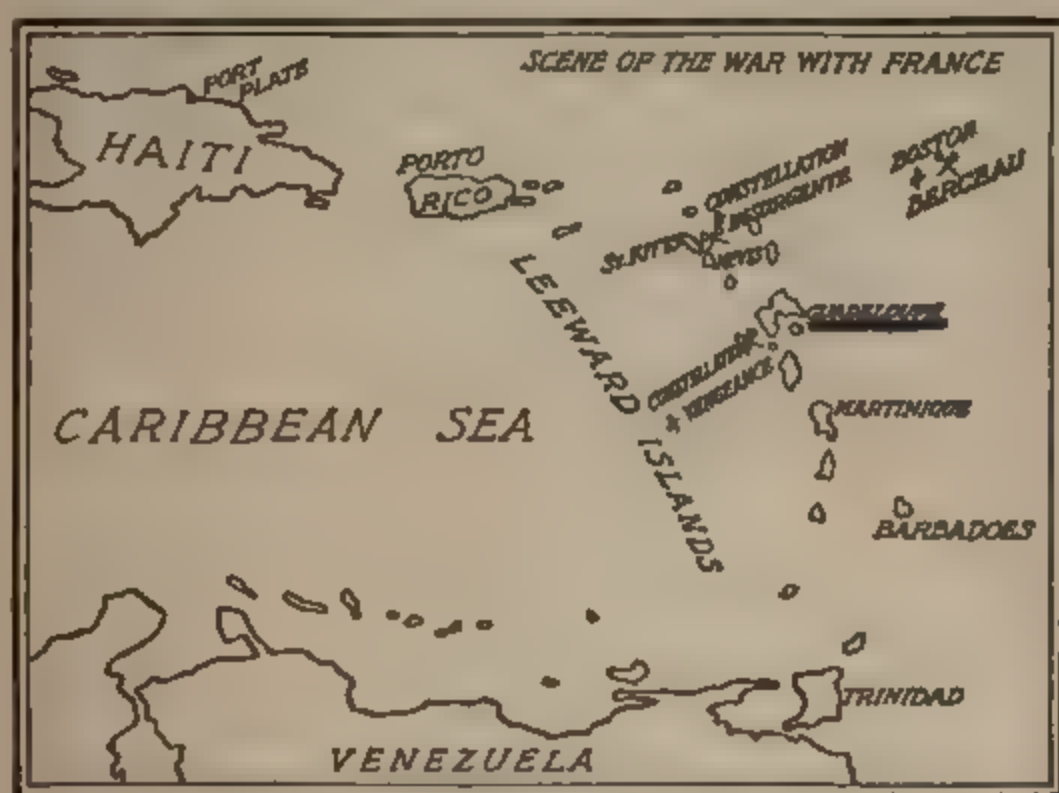 SCENE OF THE WAR WITH FRANCE
PORT
PLATE
HAITI
PORTO
RICO
CONSTELLATION
INSURGENTE
BOSTON
BERCEAU
St.KITTS
NEVIS
LEEWARD
ISLANDS
GUADELOUPE
CONSTELLATION
VENGEANCE
CARIBBEAN SEA
MARTINIQUE
BARBADOES
TRINIDAD
VENEZUELA